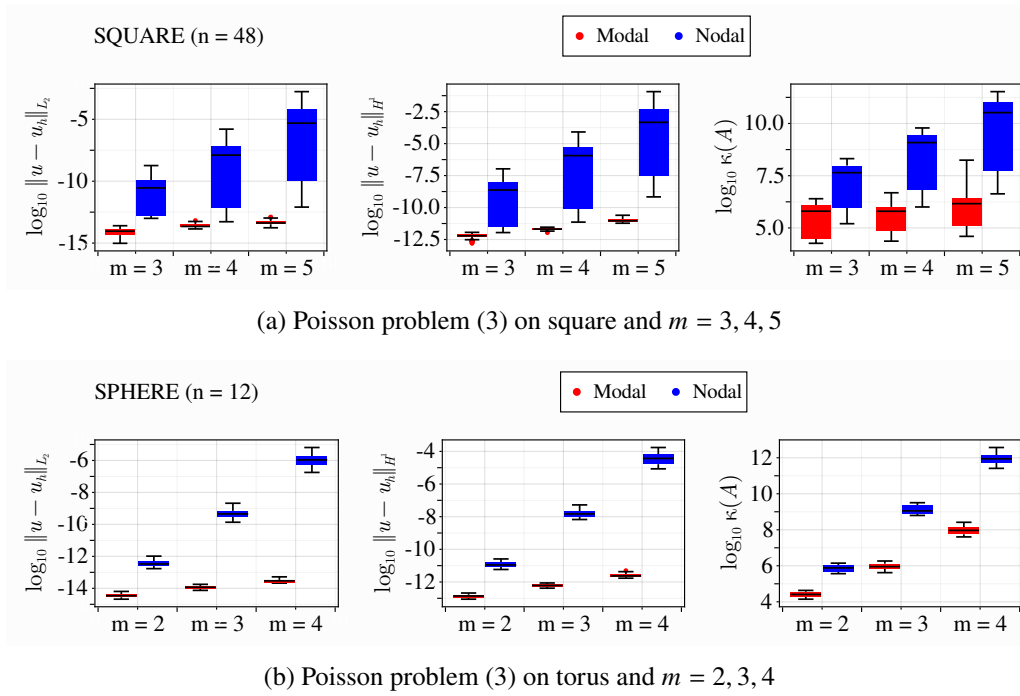 SQUARE (n = 48)
Modal Nodal
log₁₀ ‖u − uₕ‖_{L₂}
-5
-10
-15
m = 3 m = 4 m = 5
log₁₀ ‖u − uₕ‖_{H¹}
-2.5
-5.0
-7.5
-10.0
-12.5
m = 3 m = 4 m = 5
log₁₀ κ(A)
10.0
7.5
5.0
m = 3 m = 4 m = 5
(a) Poisson problem (3) on square and m = 3, 4, 5
SPHERE (n = 12)
Modal Nodal
log₁₀ ‖u − uₕ‖_{L₂}
-6
-8
-10
-12
-14
m = 2 m = 3 m = 4
log₁₀ ‖u − uₕ‖_{H¹}
-4
-6
-8
-11
-12
m = 2 m = 3 m = 4
log₁₀ κ(A)
12
10
8
6
4
m = 2 m = 3 m = 4
(b) Poisson problem (3) on torus and m = 2, 3, 4